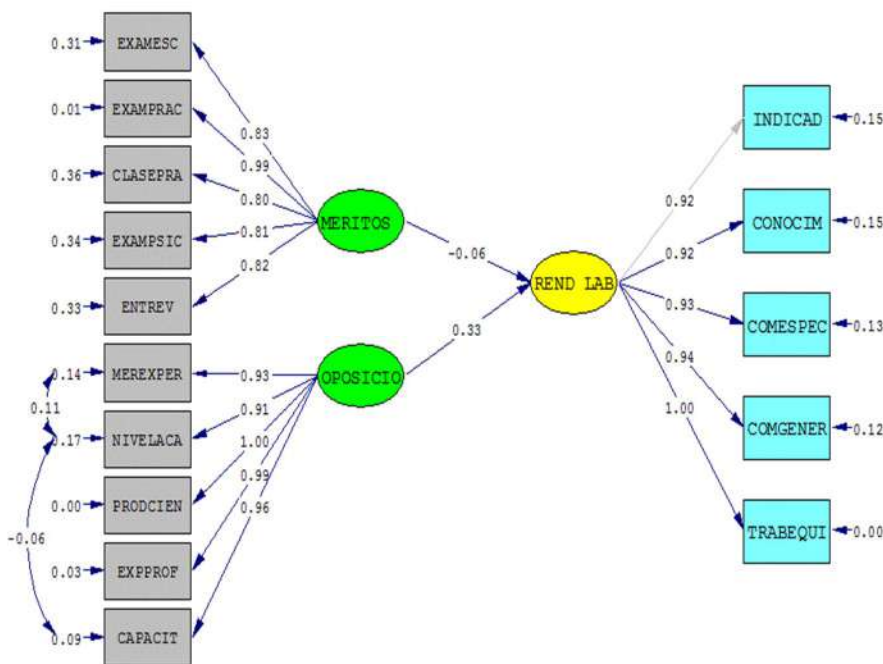 0.31 EXAMESC
0.01 EXAMPRAC
0.36 CLASEPRA
0.34 EXAMPSIC
0.33 ENTREV
0.14 MEREXPER
0.17 NIVELACA
0.00 PRODCIEN
0.03 EXPPROF
0.09 CAPACIT
0.11
-0.06
0.83
0.99
0.80
0.81
0.82
0.93
0.91
1.00
0.99
0.96
MERITOS
OPOSICIO
-0.06
0.33
REND LAB
0.92
0.92
0.93
0.94
1.00
INDICAD 0.15
CONOCIM 0.15
COMESPEC 0.13
COMGENER 0.12
TRABEQUI 0.00